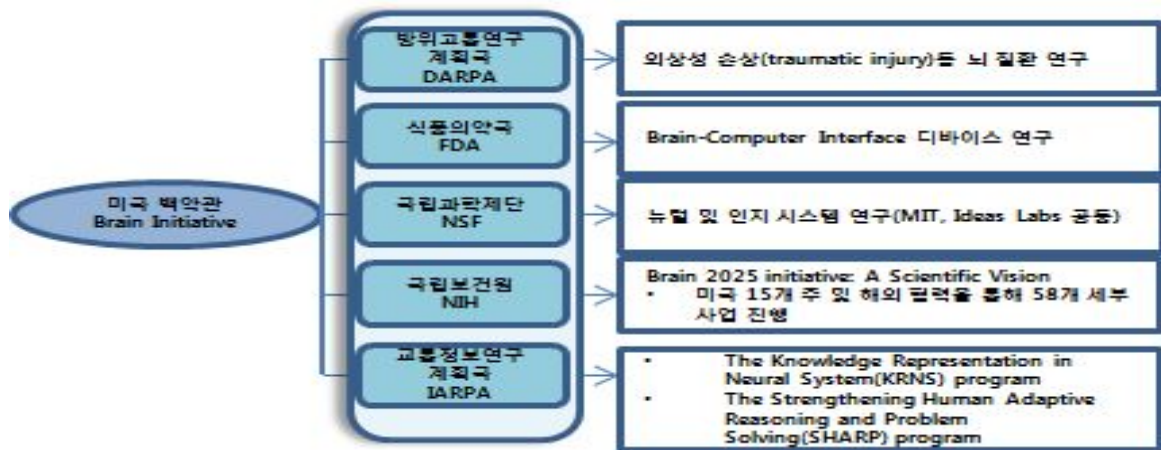 미국 백악관
Brain Initiative
방위고등연구
계획국
DARPA
외상성 손상(traumatic injury)등 뇌 질환 연구
식품의약국
FDA
Brain-Computer Interface 디바이스 연구
국립과학재단
NSF
뉴럴 및 인지 시스템 연구(MIT, Ideas Labs 공동)
국립보건원
NIH
Brain 2025 initiative: A Scientific Vision
• 미국 15개 주 및 해외 협력을 통해 58개 세부
사업 진행
고등정보연구
계획국
IARPA
• The Knowledge Representation in
Neural System(KRNS) program
• The Strengthening Human Adaptive
Reasoning and Problem
Solving(SHARP) program